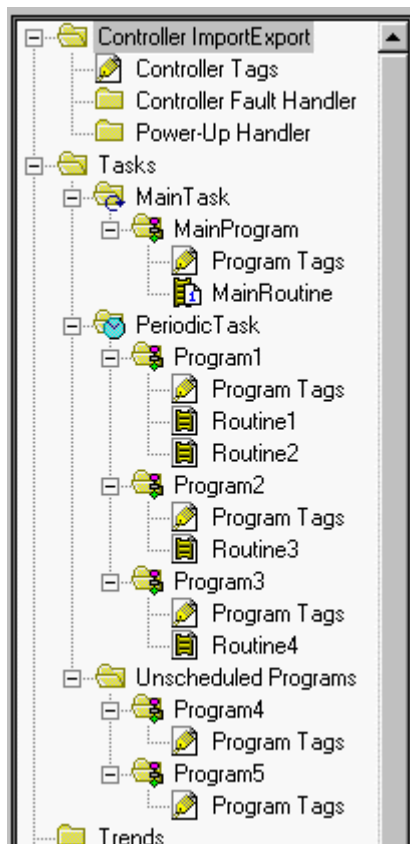 Controller ImportExport
Controller Tags
Controller Fault Handler
Power-Up Handler
Tasks
MainTask
MainProgram
Program Tags
MainRoutine
PeriodicTask
Program1
Program Tags
Routine1
Routine2
Program2
Program Tags
Routine3
Program3
Program Tags
Routine4
Unscheduled Programs
Program4
Program Tags
Program5
Program Tags
Trends